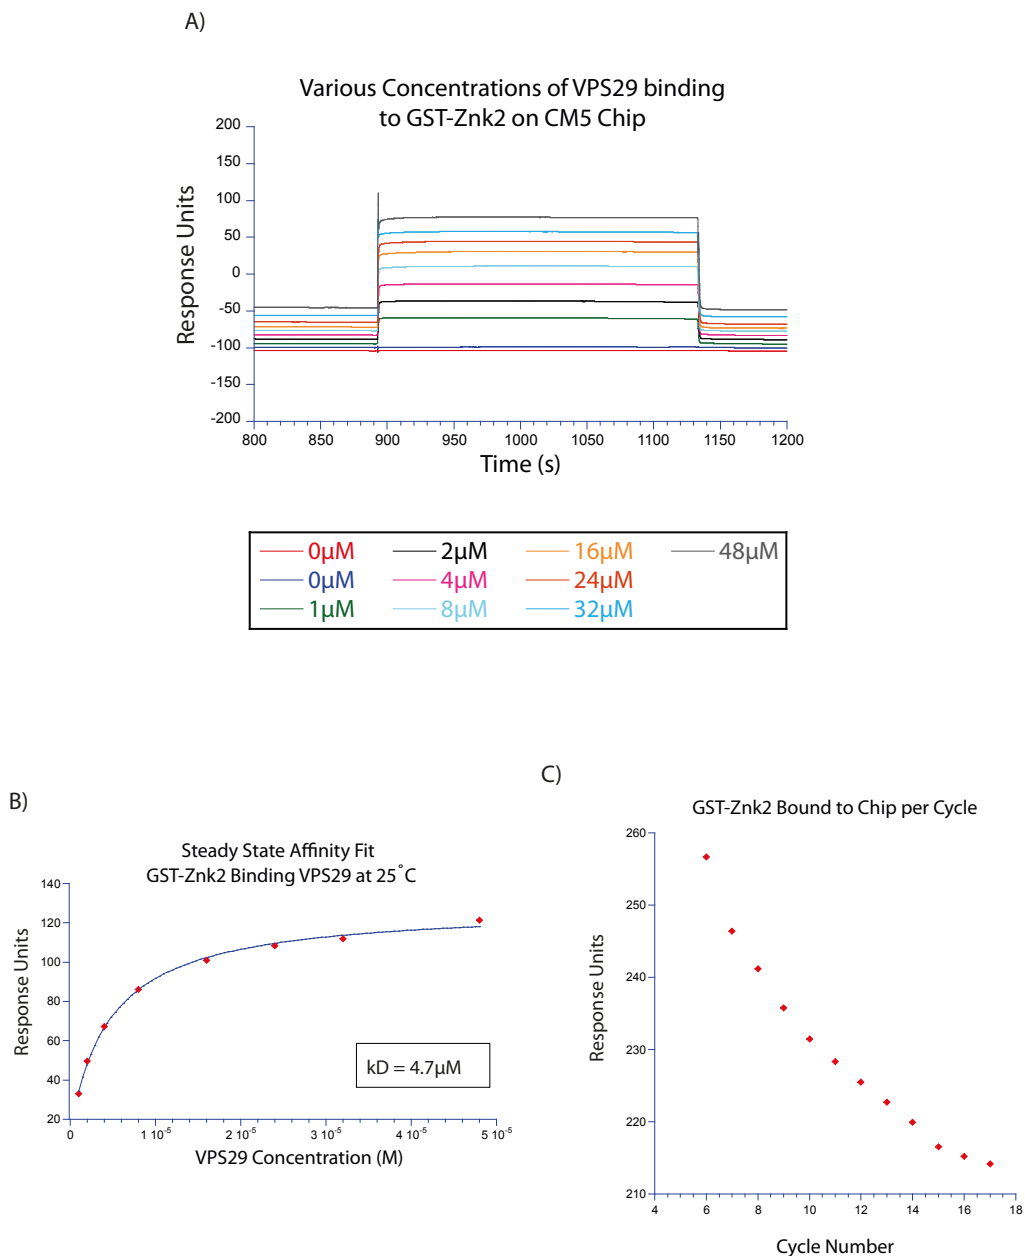 A)
Various Concentrations of VPS29 binding
to GST-Znk2 on CM5 Chip
Response Units
200
150
100
50
0
-50
-100
-150
-200
800 850 900 950 1000 1050 1100 1150 1200
Time (s)
0µM 2µM 16µM 48µM
0µM 4µM 24µM
1µM 8µM 32µM
B)
Steady State Affinity Fit
GST-Znk2 Binding VPS29 at 25°C
Response Units
140
120
100
80
60
40
20
kD = 4.7µM
0 1 10-5 2 10-5 3 10-5 4 10-5 5 10-5
VPS29 Concentration (M)
C)
GST-Znk2 Bound to Chip per Cycle
Response Units
260
250
240
230
220
210
4 6 8 10 12 14 16 18
Cycle Number